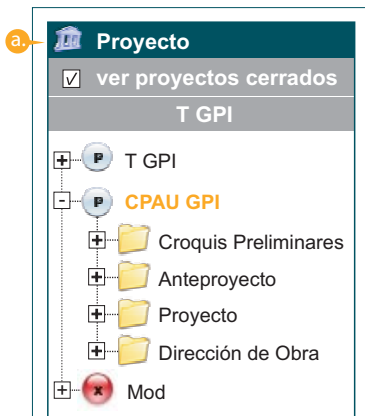 a. Proyecto
ver proyectos cerrados
T GPI
P T GPI
P CPAU GPI
Croquis Preliminares
Anteproyecto
Proyecto
Dirección de Obra
x Mod